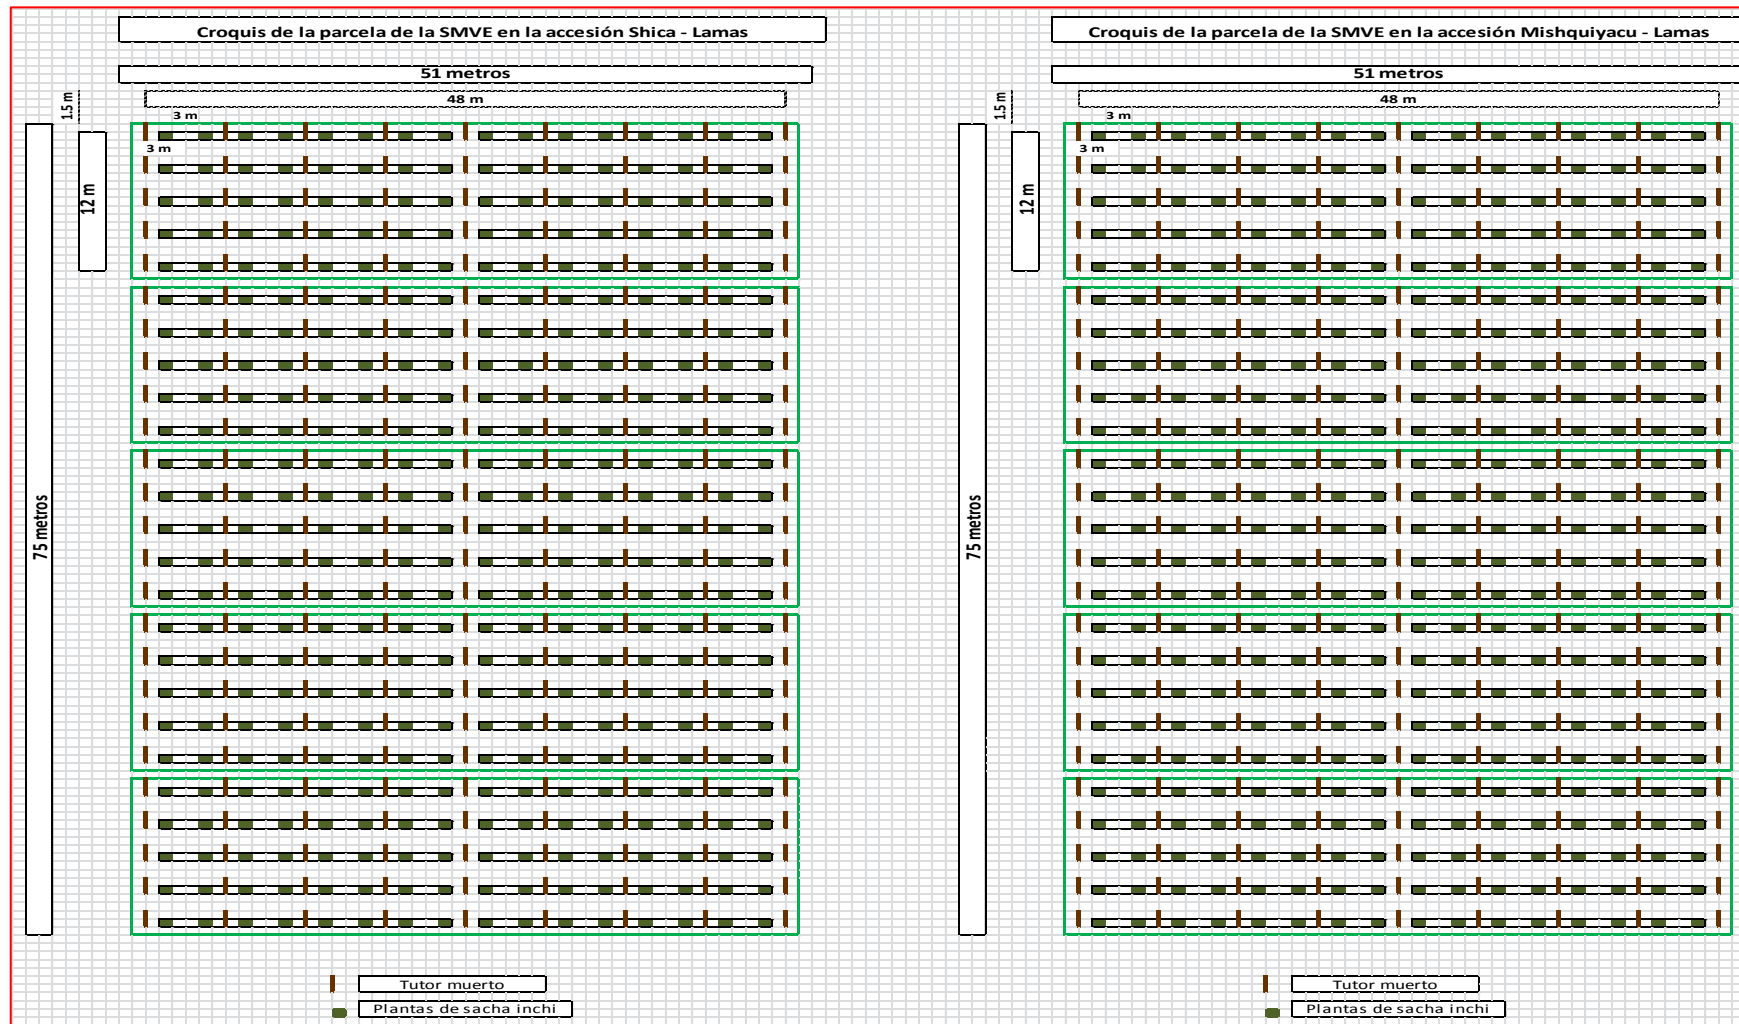 Croquis de la parcela de la SMVE en la accesión Shica - Lamas
51 metros
48 m
1.5 m
3 m
3 m
12 m
75 metros
Tutor muerto
Plantas de sacha inchi
Croquis de la parcela de la SMVE en la accesión Mishquiyacu - Lamas
51 metros
48 m
1.5 m
3 m
3 m
12 m
75 metros
Tutor muerto
Plantas de sacha inchi